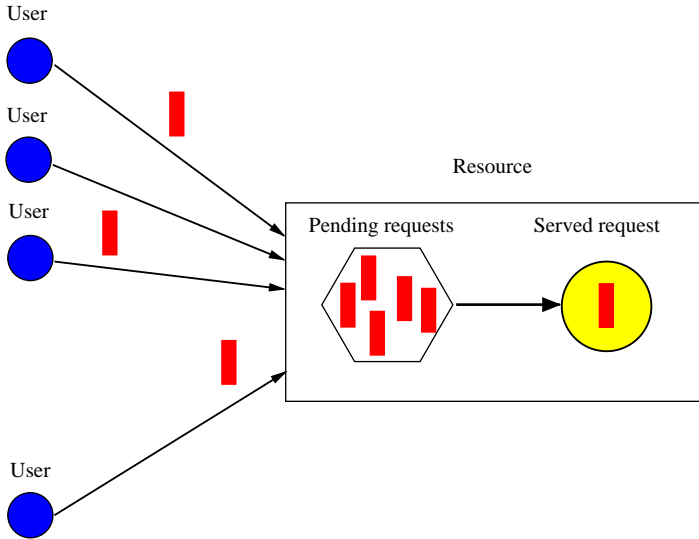 User
User
User
Resource
Pending requests
Served request
User